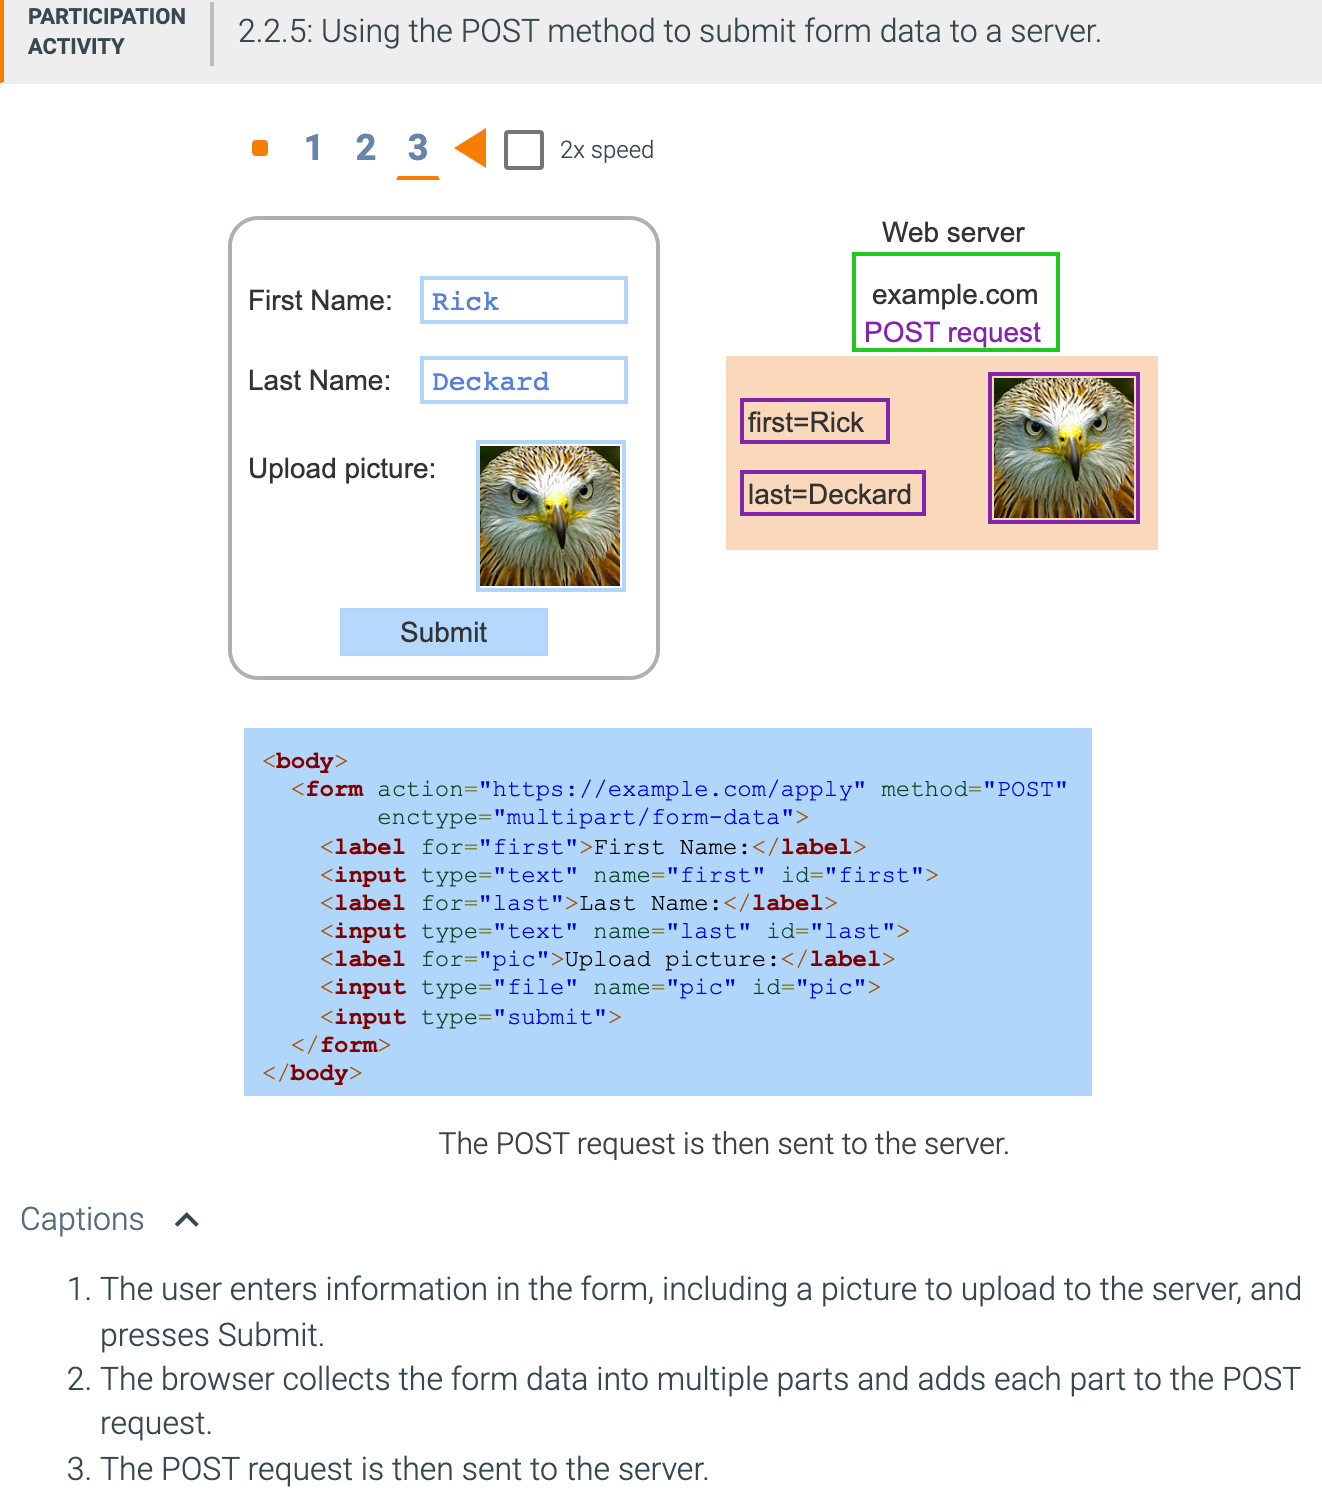 PARTICIPATION
ACTIVITY
2.2.5: Using the POST method to submit form data to a server.
1 2 3 2x speed
First Name: Rick
Last Name: Deckard
Upload picture:
Submit
Web server
example.com
POST request
first=Rick
last=Deckard
<body>
  <form action="https://example.com/apply" method="POST"
        enctype="multipart/form-data">
    <label for="first">First Name:</label>
    <input type="text" name="first" id="first">
    <label for="last">Last Name:</label>
    <input type="text" name="last" id="last">
    <label for="pic">Upload picture:</label>
    <input type="file" name="pic" id="pic">
    <input type="submit">
  </form>
</body>
The POST request is then sent to the server.
Captions
1. The user enters information in the form, including a picture to upload to the server, and
presses Submit.
2. The browser collects the form data into multiple parts and adds each part to the POST
request.
3. The POST request is then sent to the server.